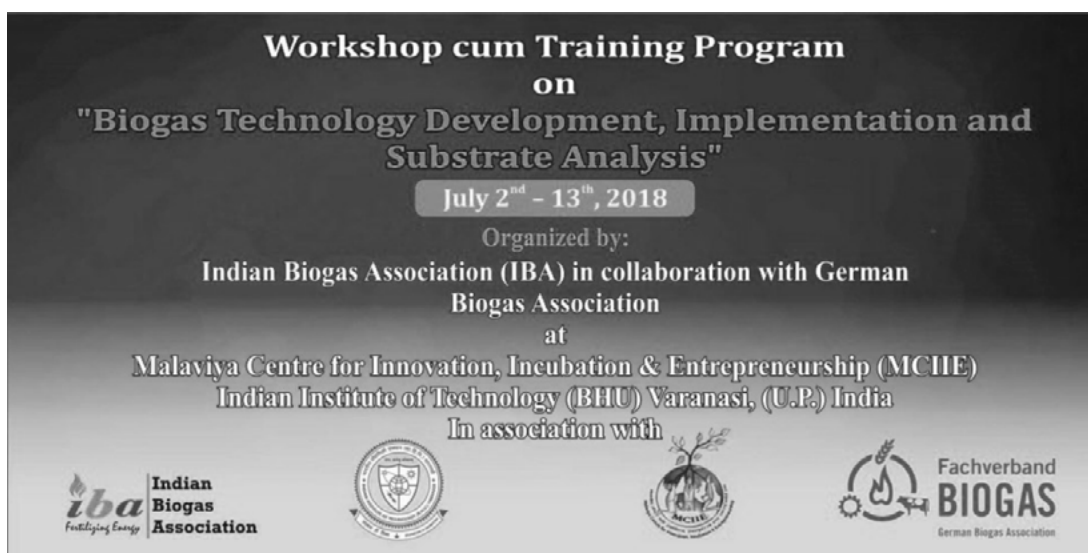 Workshop cum Training Program
on
"Biogas Technology Development, Implementation and
Substrate Analysis"
July 2nd – 13th, 2018
Organized by:
Indian Biogas Association (IBA) in collaboration with German
Biogas Association
at
Malaviya Centre for Innovation, Incubation & Entrepreneurship (MCIIE)
Indian Institute of Technology (BHU) Varanasi, (U.P.) India
In association with
iba
Fertilizing Energy
Indian
Biogas
Association
MCIIE
Fachverband
BIOGAS
German Biogas Association